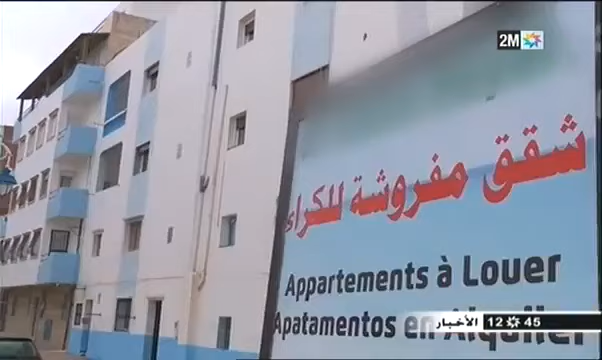 2M
شقق مفروشة للكراء
Appartements à Louer
Apatamentos en Alquiler
الأخبار 12 45